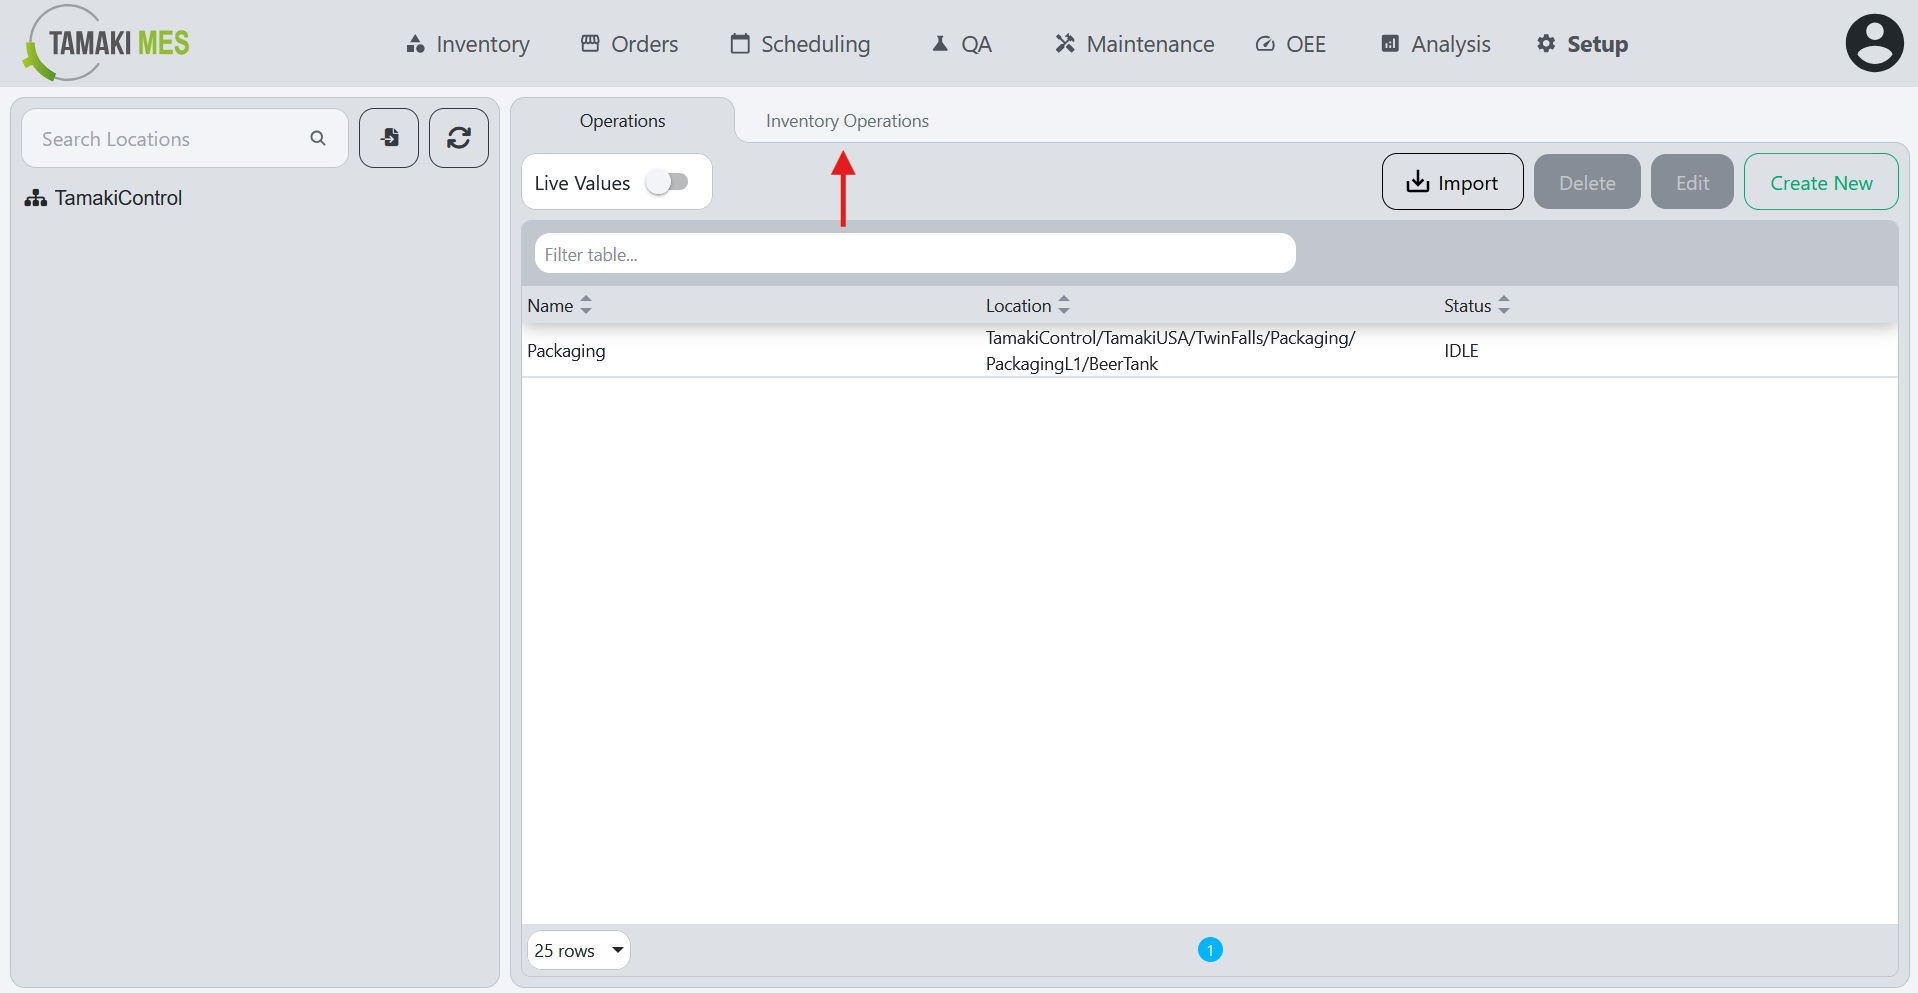 TAMAKI MES
Inventory
Orders
Scheduling
QA
Maintenance
OEE
Analysis
Setup
Search Locations
TamakiControl
Operations
Inventory Operations
Live Values
Import
Delete
Edit
Create New
Filter table...
Name
Location
Status
Packaging
TamakiControl/TamakiUSA/TwinFalls/Packaging/
PackagingL1/BeerTank
IDLE
25 rows
1